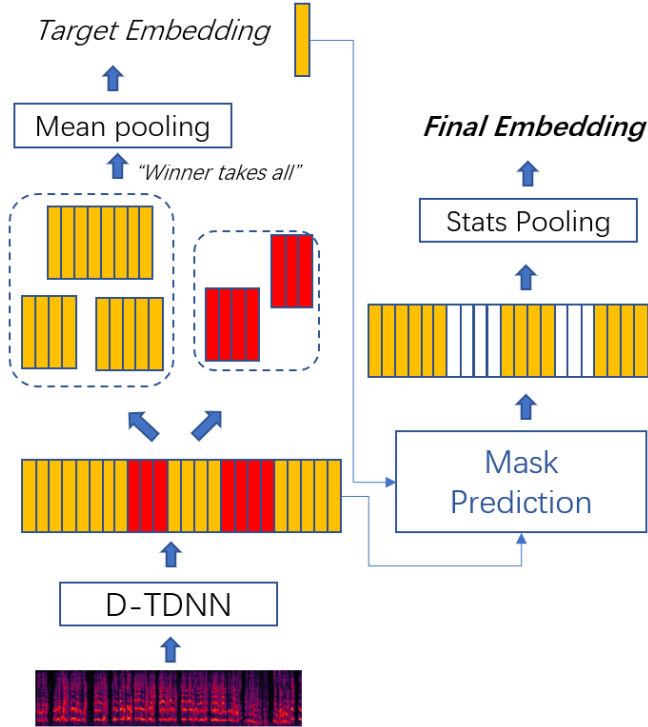 Target Embedding
Mean pooling
“Winner takes all”
Final Embedding
Stats Pooling
Mask
Prediction
D-TDNN